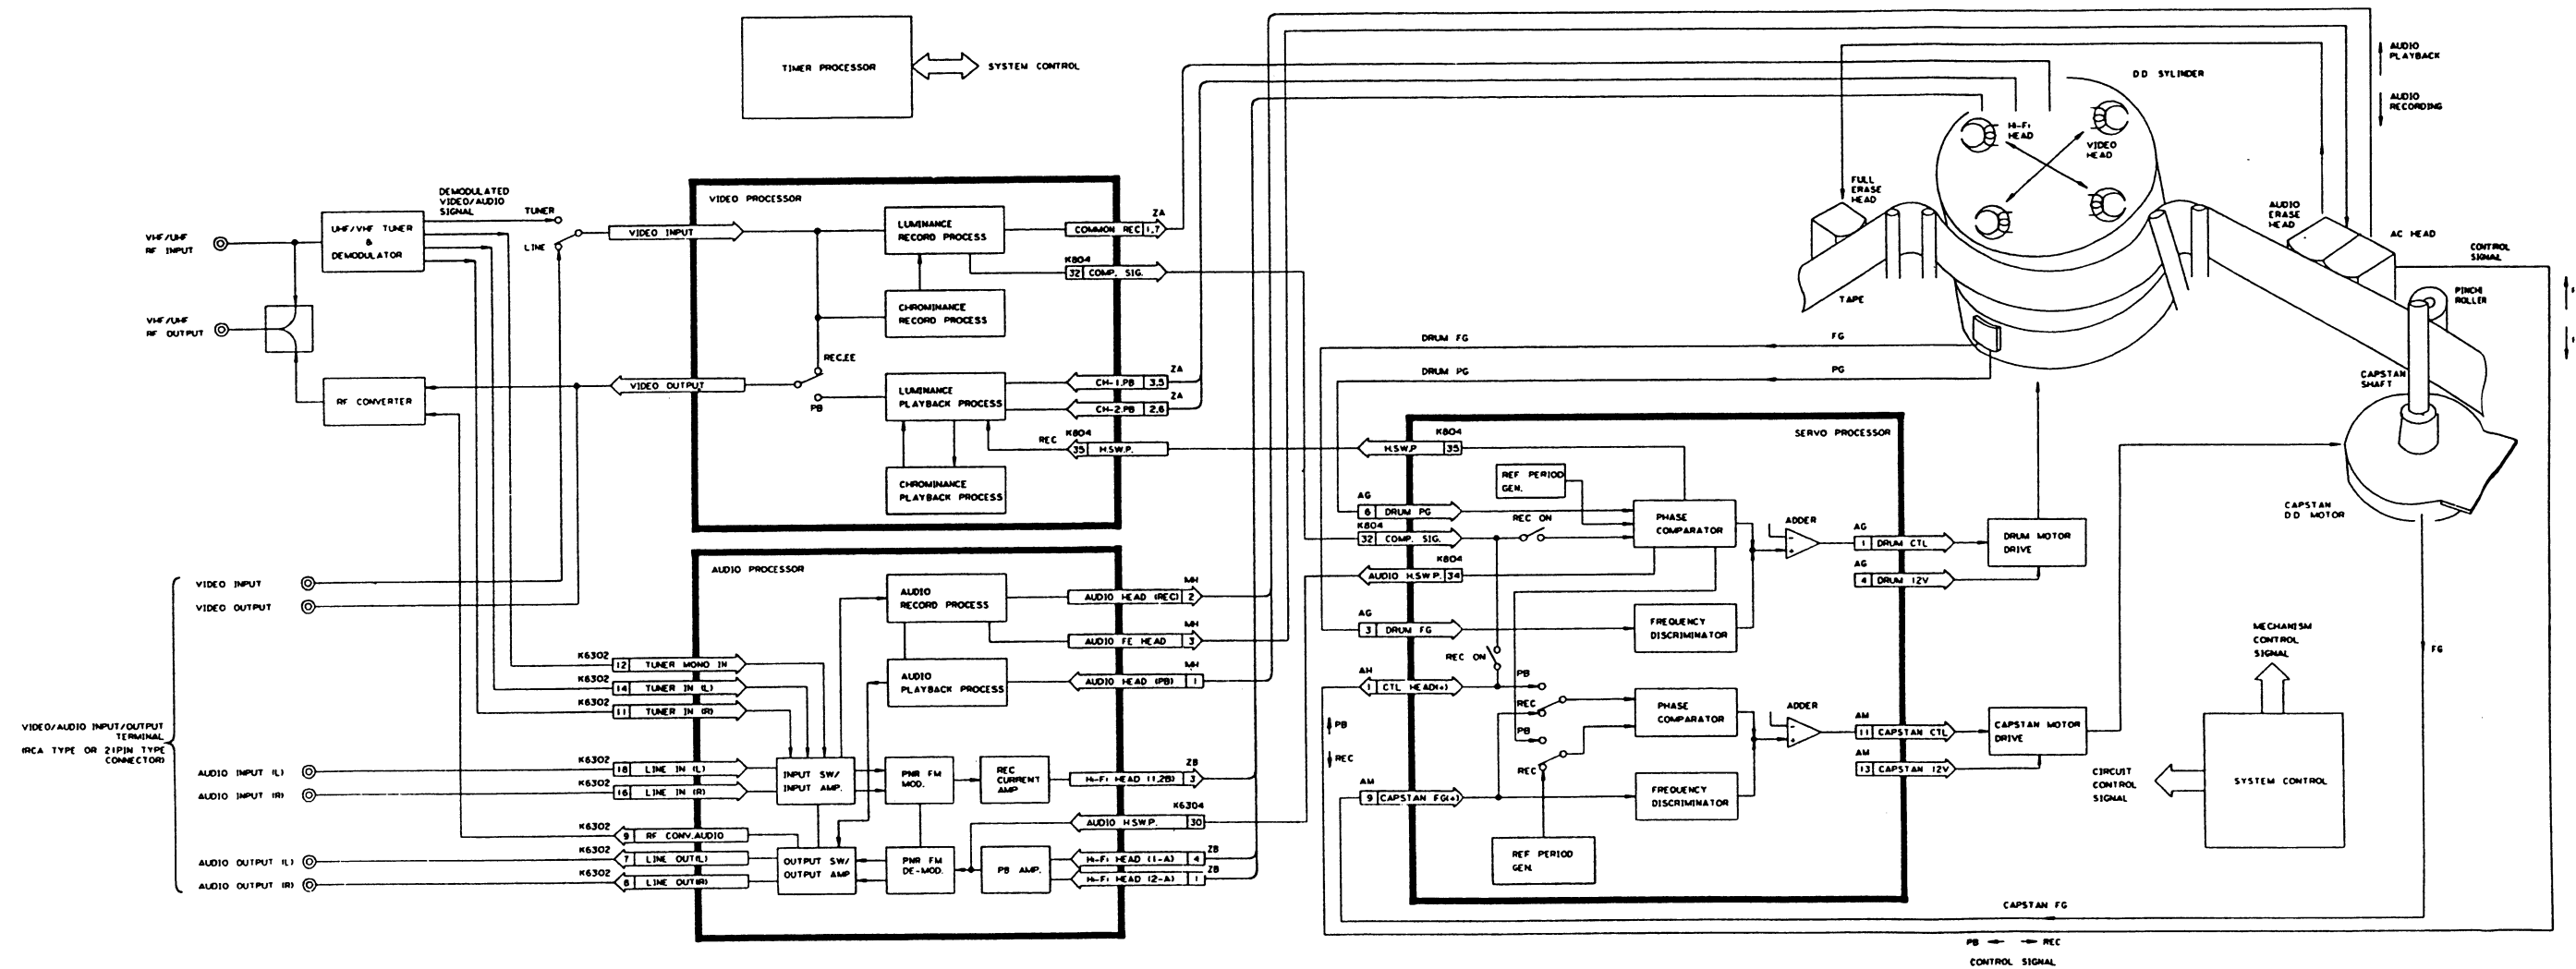 TIMER PROCESSOR
SYSTEM CONTROL
AUDIO
PLAYBACK
AUDIO
RECORDING
D.D SYLINDER
Hi-Fi
HEAD
VIDEO
HEAD
FULL
ERASE
HEAD
AUDIO
ERASE
HEAD
AC HEAD
CONTROL
SIGNAL
PINCHI
ROLLER
TAPE
CAPSTAN
SHAFT
CAPSTAN
D.D MOTOR
FG
DEMODULATED
VIDEO/AUDIO
SIGNAL
TUNER
LINE
VHF/UHF
RF INPUT
UHF/VHF TUNER
&
DEMODULATOR
VHF/UHF
RF OUTPUT
RF CONVERTER
VIDEO PROCESSOR
VIDEO INPUT
LUMINANCE
RECORD PROCESS
ZA
COMMON REC 1,7
K804
32 COMP. SIG.
CHROMINANCE
RECORD PROCESS
REC.EE
VIDEO OUTPUT
PB
LUMINANCE
PLAYBACK PROCESS
ZA
CH-1.PB 3,5
ZA
CH-2.PB 2,6
REC
K804
35 H.SW.P.
CHROMINANCE
PLAYBACK PROCESS
DRUM FG
FG
DRUM PG
PG
SERVO PROCESSOR
K804
H.SW.P 35
REF PERIOD
GEN.
AG
6 DRUM PG
K804
32 COMP. SIG.
REC ON
PHASE
COMPARATOR
ADDER
AG
1 DRUM CTL
DRUM MOTOR
DRIVE
AG
4 DRUM 12V
K804
AUDIO H.SW.P. 34
AG
3 DRUM FG
FREQUENCY
DISCRIMINATOR
REC ON
AH
1 CTL HEAD(+)
PB
REC
PB
REC
PB
REC
PHASE
COMPARATOR
ADDER
AM
11 CAPSTAN CTL
CAPSTAN MOTOR
DRIVE
AM
13 CAPSTAN 12V
AM
9 CAPSTAN FG(+)
FREQUENCY
DISCRIMINATOR
REF PERIOD
GEN.
MECHANISM
CONTROL
SIGNAL
CIRCUIT
CONTROL
SIGNAL
SYSTEM CONTROL
CAPSTAN FG
PB REC
CONTROL SIGNAL
VIDEO INPUT
VIDEO OUTPUT
VIDEO/AUDIO INPUT/OUTPUT
TERMINAL
(RCA TYPE OR 21PIN TYPE
CONNECTOR)
AUDIO INPUT (L)
AUDIO INPUT (R)
AUDIO OUTPUT (L)
AUDIO OUTPUT (R)
AUDIO PROCESSOR
AUDIO
RECORD PROCESS
MH
AUDIO HEAD (REC) 2
MH
AUDIO FE HEAD 3
AUDIO
PLAYBACK PROCESS
MH
AUDIO HEAD (PB) 1
K6302
12 TUNER MONO IN
K6302
14 TUNER IN (L)
K6302
11 TUNER IN (R)
K6302
18 LINE IN (L)
K6302
16 LINE IN (R)
INPUT SW/
INPUT AMP.
PNR FM
MOD.
REC
CURRENT
AMP
ZB
Hi-Fi HEAD (1,2B) 3
K6304
AUDIO H.SW.P. 30
K6302
9 RF CONV.AUDIO
K6302
7 LINE OUT(L)
K6302
8 LINE OUT(R)
OUTPUT SW/
OUTPUT AMP
PNR FM
DE-MOD.
PB AMP.
ZB
Hi-Fi HEAD (1-A) 4
ZB
Hi-Fi HEAD (2-A) 1